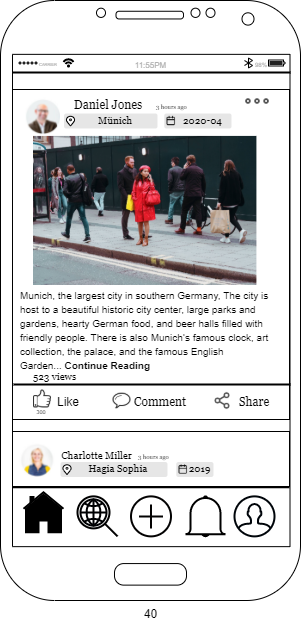 CARRIER 11:55PM 98%
Daniel Jones 3 hours ago
Münich 2020-04
Munich, the largest city in southern Germany, The city is
host to a beautiful historic city center, large parks and
gardens, hearty German food, and beer halls filled with
friendly people. There is also Munich's famous clock, art
collection, the palace, and the famous English
Garden... Continue Reading
523 views
Like Comment Share
300
Charlotte Miller 3 hours ago
Hagia Sophia 2019
40